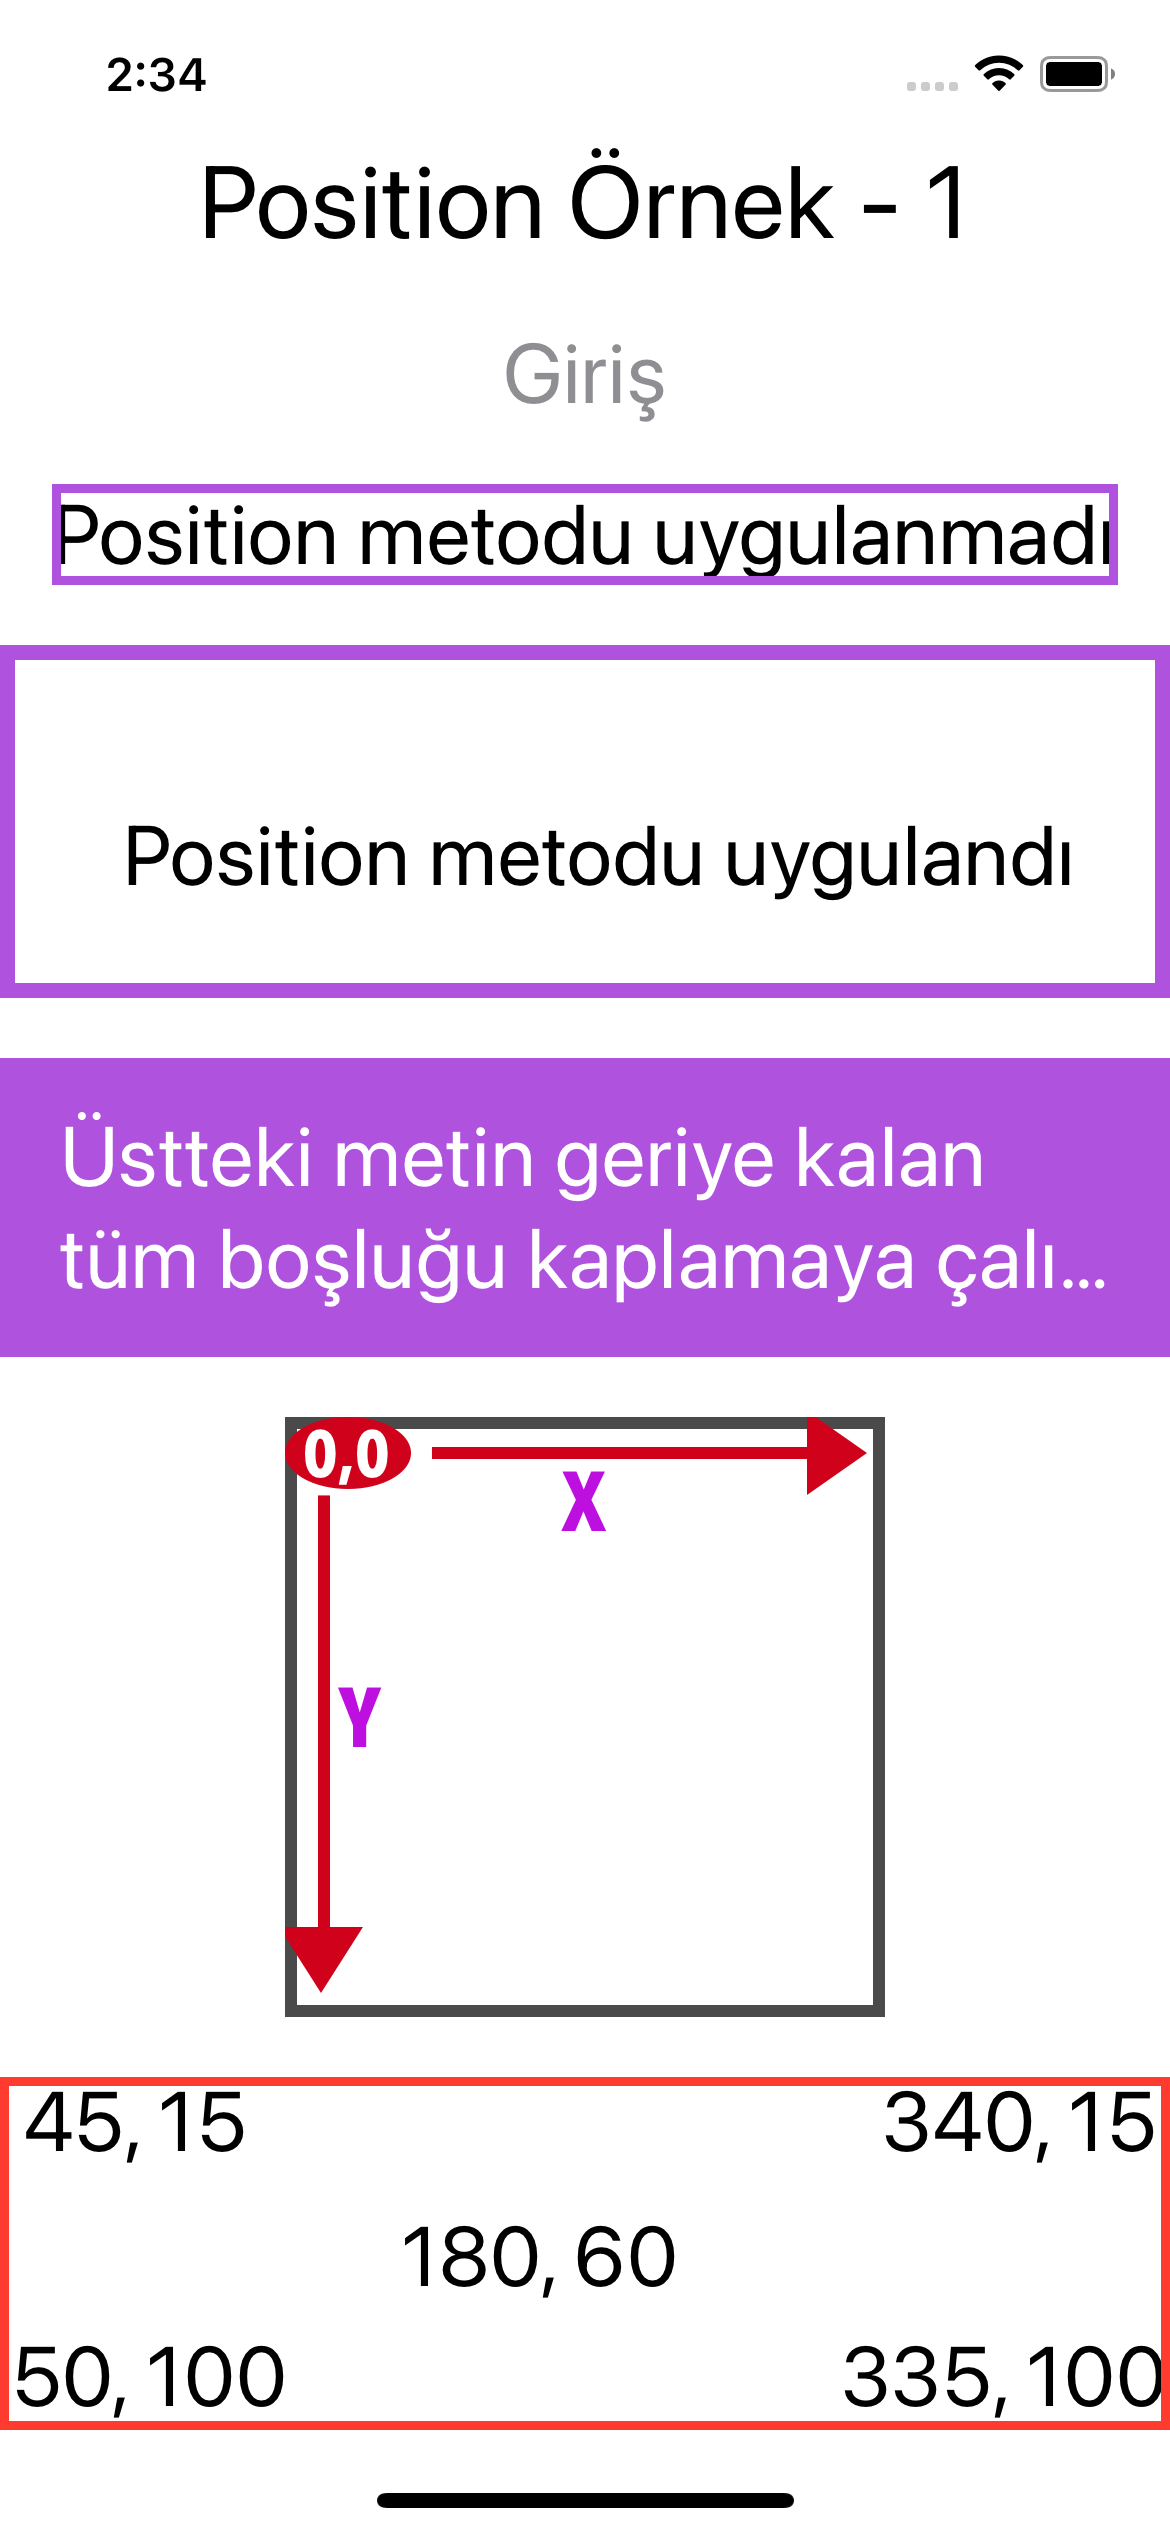 2:34
Position Örnek - 1
Giriş
Position metodu uygulanmadı
Position metodu uygulandı
Üstteki metin geriye kalan
tüm boşluğu kaplamaya çalı...
0,0
X
Y
45, 15
340, 15
180, 60
50, 100
335, 100